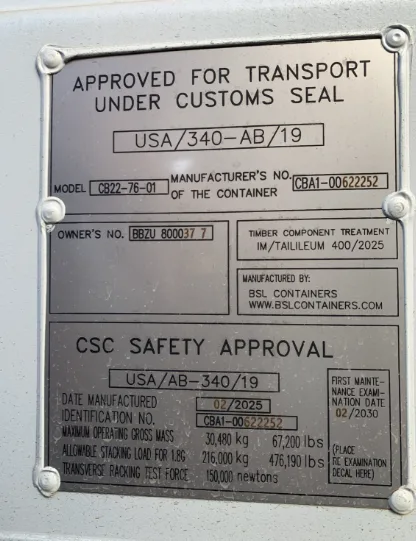 APPROVED FOR TRANSPORT
UNDER CUSTOMS SEAL
USA/340-AB/19
MODEL CB22-76-01 MANUFACTURER'S NO. OF THE CONTAINER CBA1-00622252
OWNER'S NO. BBZU 800037 7
TIMBER COMPONENT TREATMENT
IM/TAILILEUM 400/2025
MANUFACTURED BY:
BSL CONTAINERS
WWW.BSLCONTAINERS.COM
CSC SAFETY APPROVAL
USA/AB-340/19
DATE MANUFACTURED 02/2025
IDENTIFICATION NO. CBA1-00622252
MAXIMUM OPERATING GROSS MASS 30,480 kg 67,200 lbs
ALLOWABLE STACKING LOAD FOR 1.8G 216,000 kg 476,190 lbs
TRANSVERSE RACKING TEST FORCE 150,000 newtons
FIRST MAINTE-
NANCE EXAMI-
NATION DATE
02/2030
(PLACE
RE EXAMINATION
DECAL HERE)